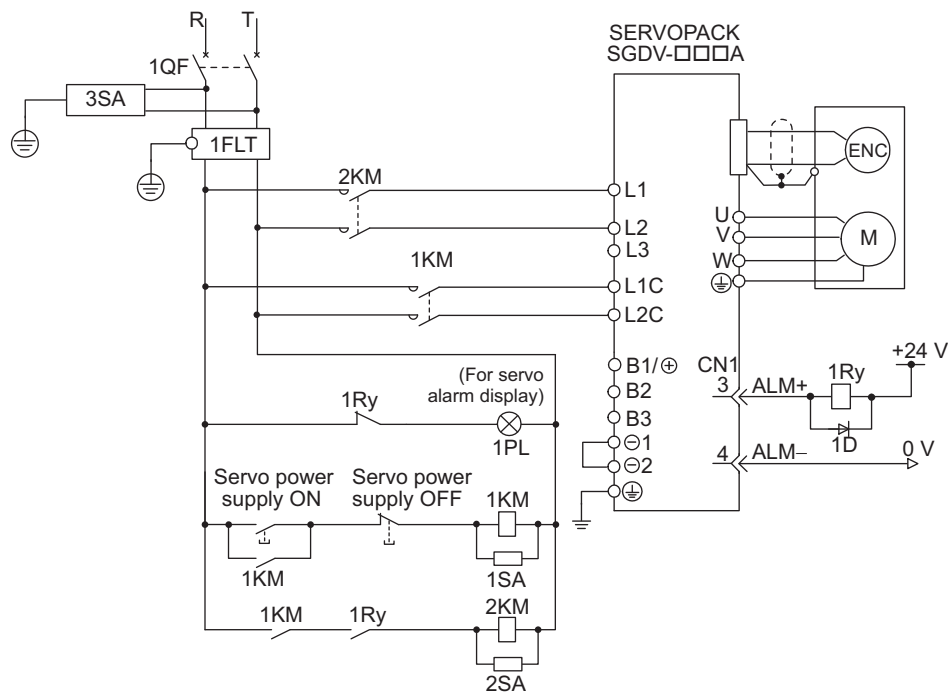 R T
SERVOPACK
SGDV-□□□A
1QF
3SA
1FLT
ENC
2KM
L1
U
L2
V
M
L3
W
1KM
L1C
L2C
+24 V
B1/⊕
CN1
1Ry
(For servo
alarm display)
3
ALM+
B2
1Ry
B3
1D
1PL
⊖1
4
ALM−
0 V
⊖2
Servo power
supply ON
Servo power
supply OFF
1KM
1KM
1SA
1KM
1Ry
2KM
2SA